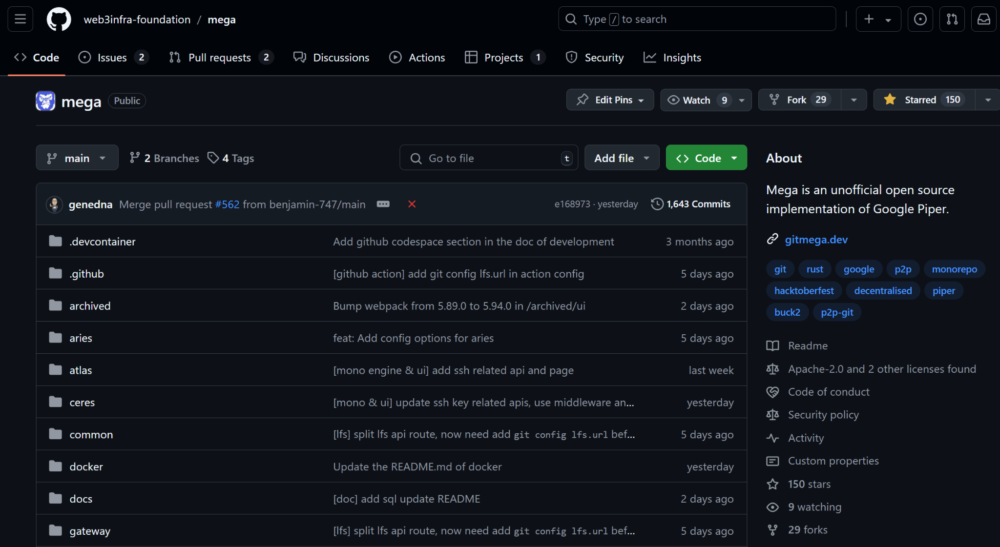 web3infra-foundation / mega
Type / to search
Code
Issues 2
Pull requests 2
Discussions
Actions
Projects 1
Security
Insights
mega Public
Edit Pins
Watch 9
Fork 29
Starred 150
main
2 Branches
4 Tags
Go to file t
Add file
Code
genedna Merge pull request #562 from benjamin-747/main
e168973 · yesterday
1,643 Commits
.devcontainer Add github codespace section in the doc of development 3 months ago
.github [github action] add git config lfs.url in action config 5 days ago
archived Bump webpack from 5.89.0 to 5.94.0 in /archived/ui 2 days ago
aries feat: Add config options for aries 5 days ago
atlas [mono engine & ui] add ssh related api and page last week
ceres [mono & ui] update ssh key related apis, use middleware an... yesterday
common [lfs] split lfs api route, now need add git config lfs.url bef... 5 days ago
docker Update the README.md of docker yesterday
docs [doc] add sql update README 2 days ago
gateway [lfs] split lfs api route, now need add git config lfs.url bef... 5 days ago
About
Mega is an unofficial open source
implementation of Google Piper.
gitmega.dev
git rust google p2p monorepo
hacktoberfest decentralised piper
buck2 p2p-git
Readme
Apache-2.0 and 2 other licenses found
Code of conduct
Security policy
Activity
Custom properties
150 stars
9 watching
29 forks